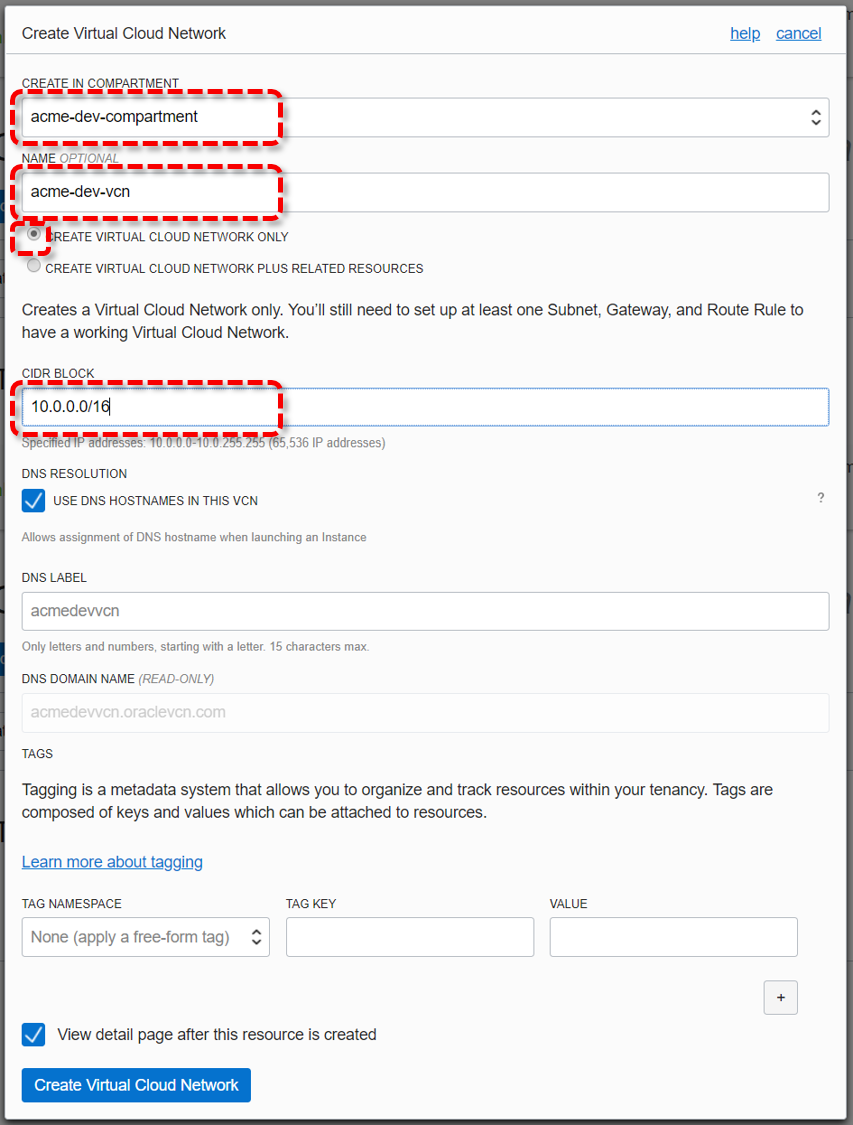 Create Virtual Cloud Network
help cancel
CREATE IN COMPARTMENT
acme-dev-compartment
NAME OPTIONAL
acme-dev-vcn
CREATE VIRTUAL CLOUD NETWORK ONLY
CREATE VIRTUAL CLOUD NETWORK PLUS RELATED RESOURCES
Creates a Virtual Cloud Network only. You'll still need to set up at least one Subnet, Gateway, and Route Rule to
have a working Virtual Cloud Network.
CIDR BLOCK
10.0.0.0/16
Specified IP addresses: 10.0.0.0-10.0.255.255 (65,536 IP addresses)
DNS RESOLUTION
USE DNS HOSTNAMES IN THIS VCN
?
Allows assignment of DNS hostname when launching an Instance
DNS LABEL
acmedevvcn
Only letters and numbers, starting with a letter. 15 characters max.
DNS DOMAIN NAME (READ-ONLY)
acmedevvcn.oraclevcn.com
TAGS
Tagging is a metadata system that allows you to organize and track resources within your tenancy. Tags are
composed of keys and values which can be attached to resources.
Learn more about tagging
TAG NAMESPACE TAG KEY VALUE
None (apply a free-form tag)
+
View detail page after this resource is created
Create Virtual Cloud Network